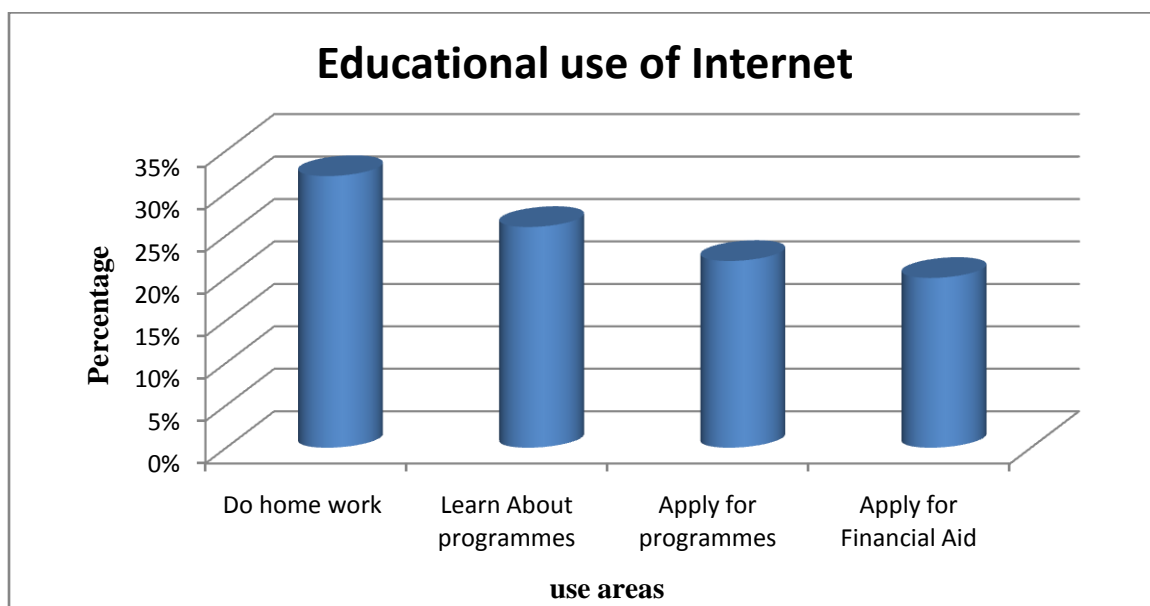 Educational use of Internet
Percentage
35%
30%
25%
20%
15%
10%
5%
0%
Do home work
Learn About
programmes
Apply for
programmes
Apply for
Financial Aid
use areas